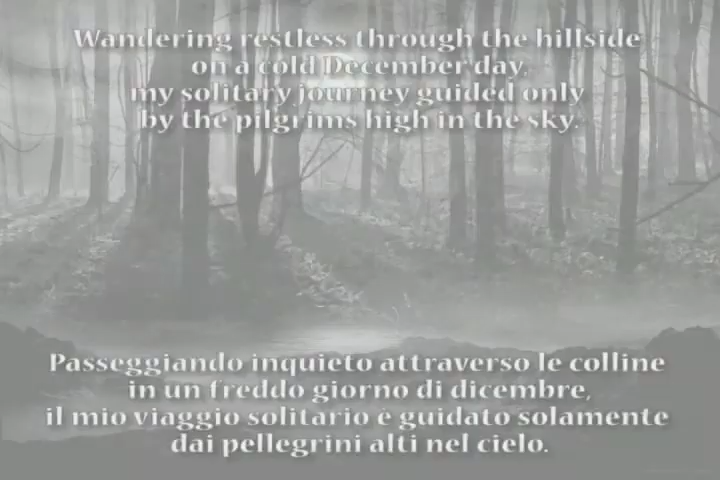 Wandering restless through the hillside
on a cold December day,
my solitary journey guided only
by the pilgrims high in the sky.
Passeggiando inquieto attraverso le colline
in un freddo giorno di dicembre,
il mio viaggio solitario è guidato solamente
dai pellegrini alti nel cielo.